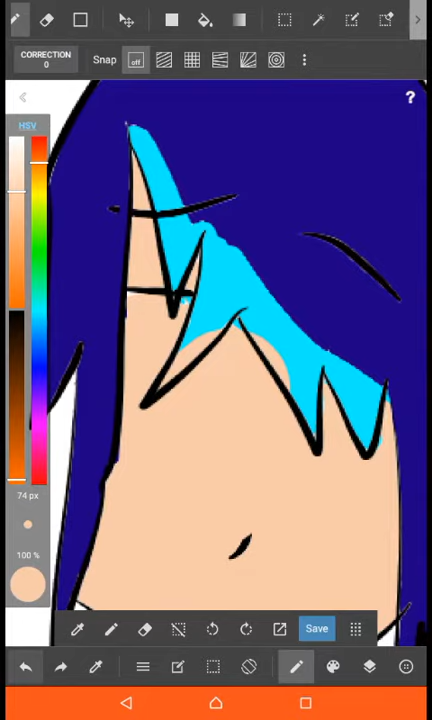 CORRECTION
0
Snap
off
?
HSV
74 px
100 %
Save